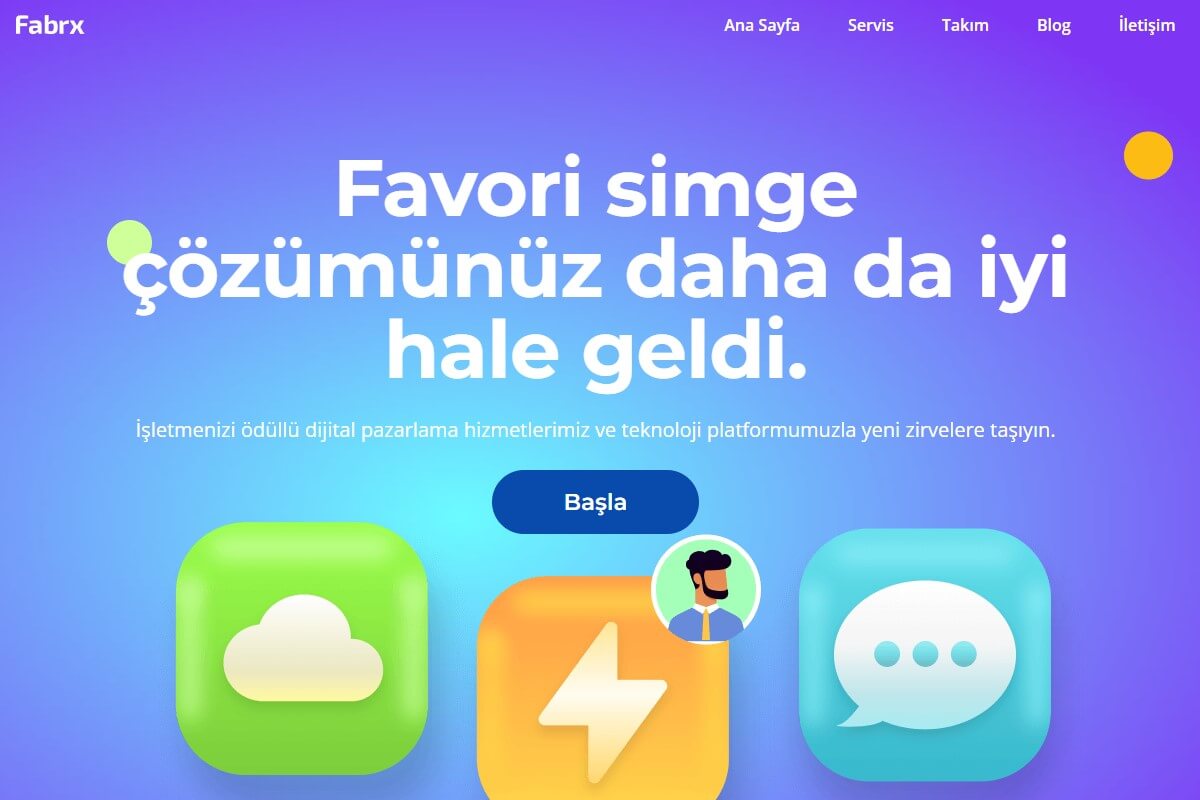 Fabrx
Ana Sayfa
Servis
Takım
Blog
İletişim
Favori simge
çözümünüz daha da iyi
hale geldi.
İşletmenizi ödüllü dijital pazarlama hizmetlerimiz ve teknoloji platformumuzla yeni zirvelere taşıyın.
Başla